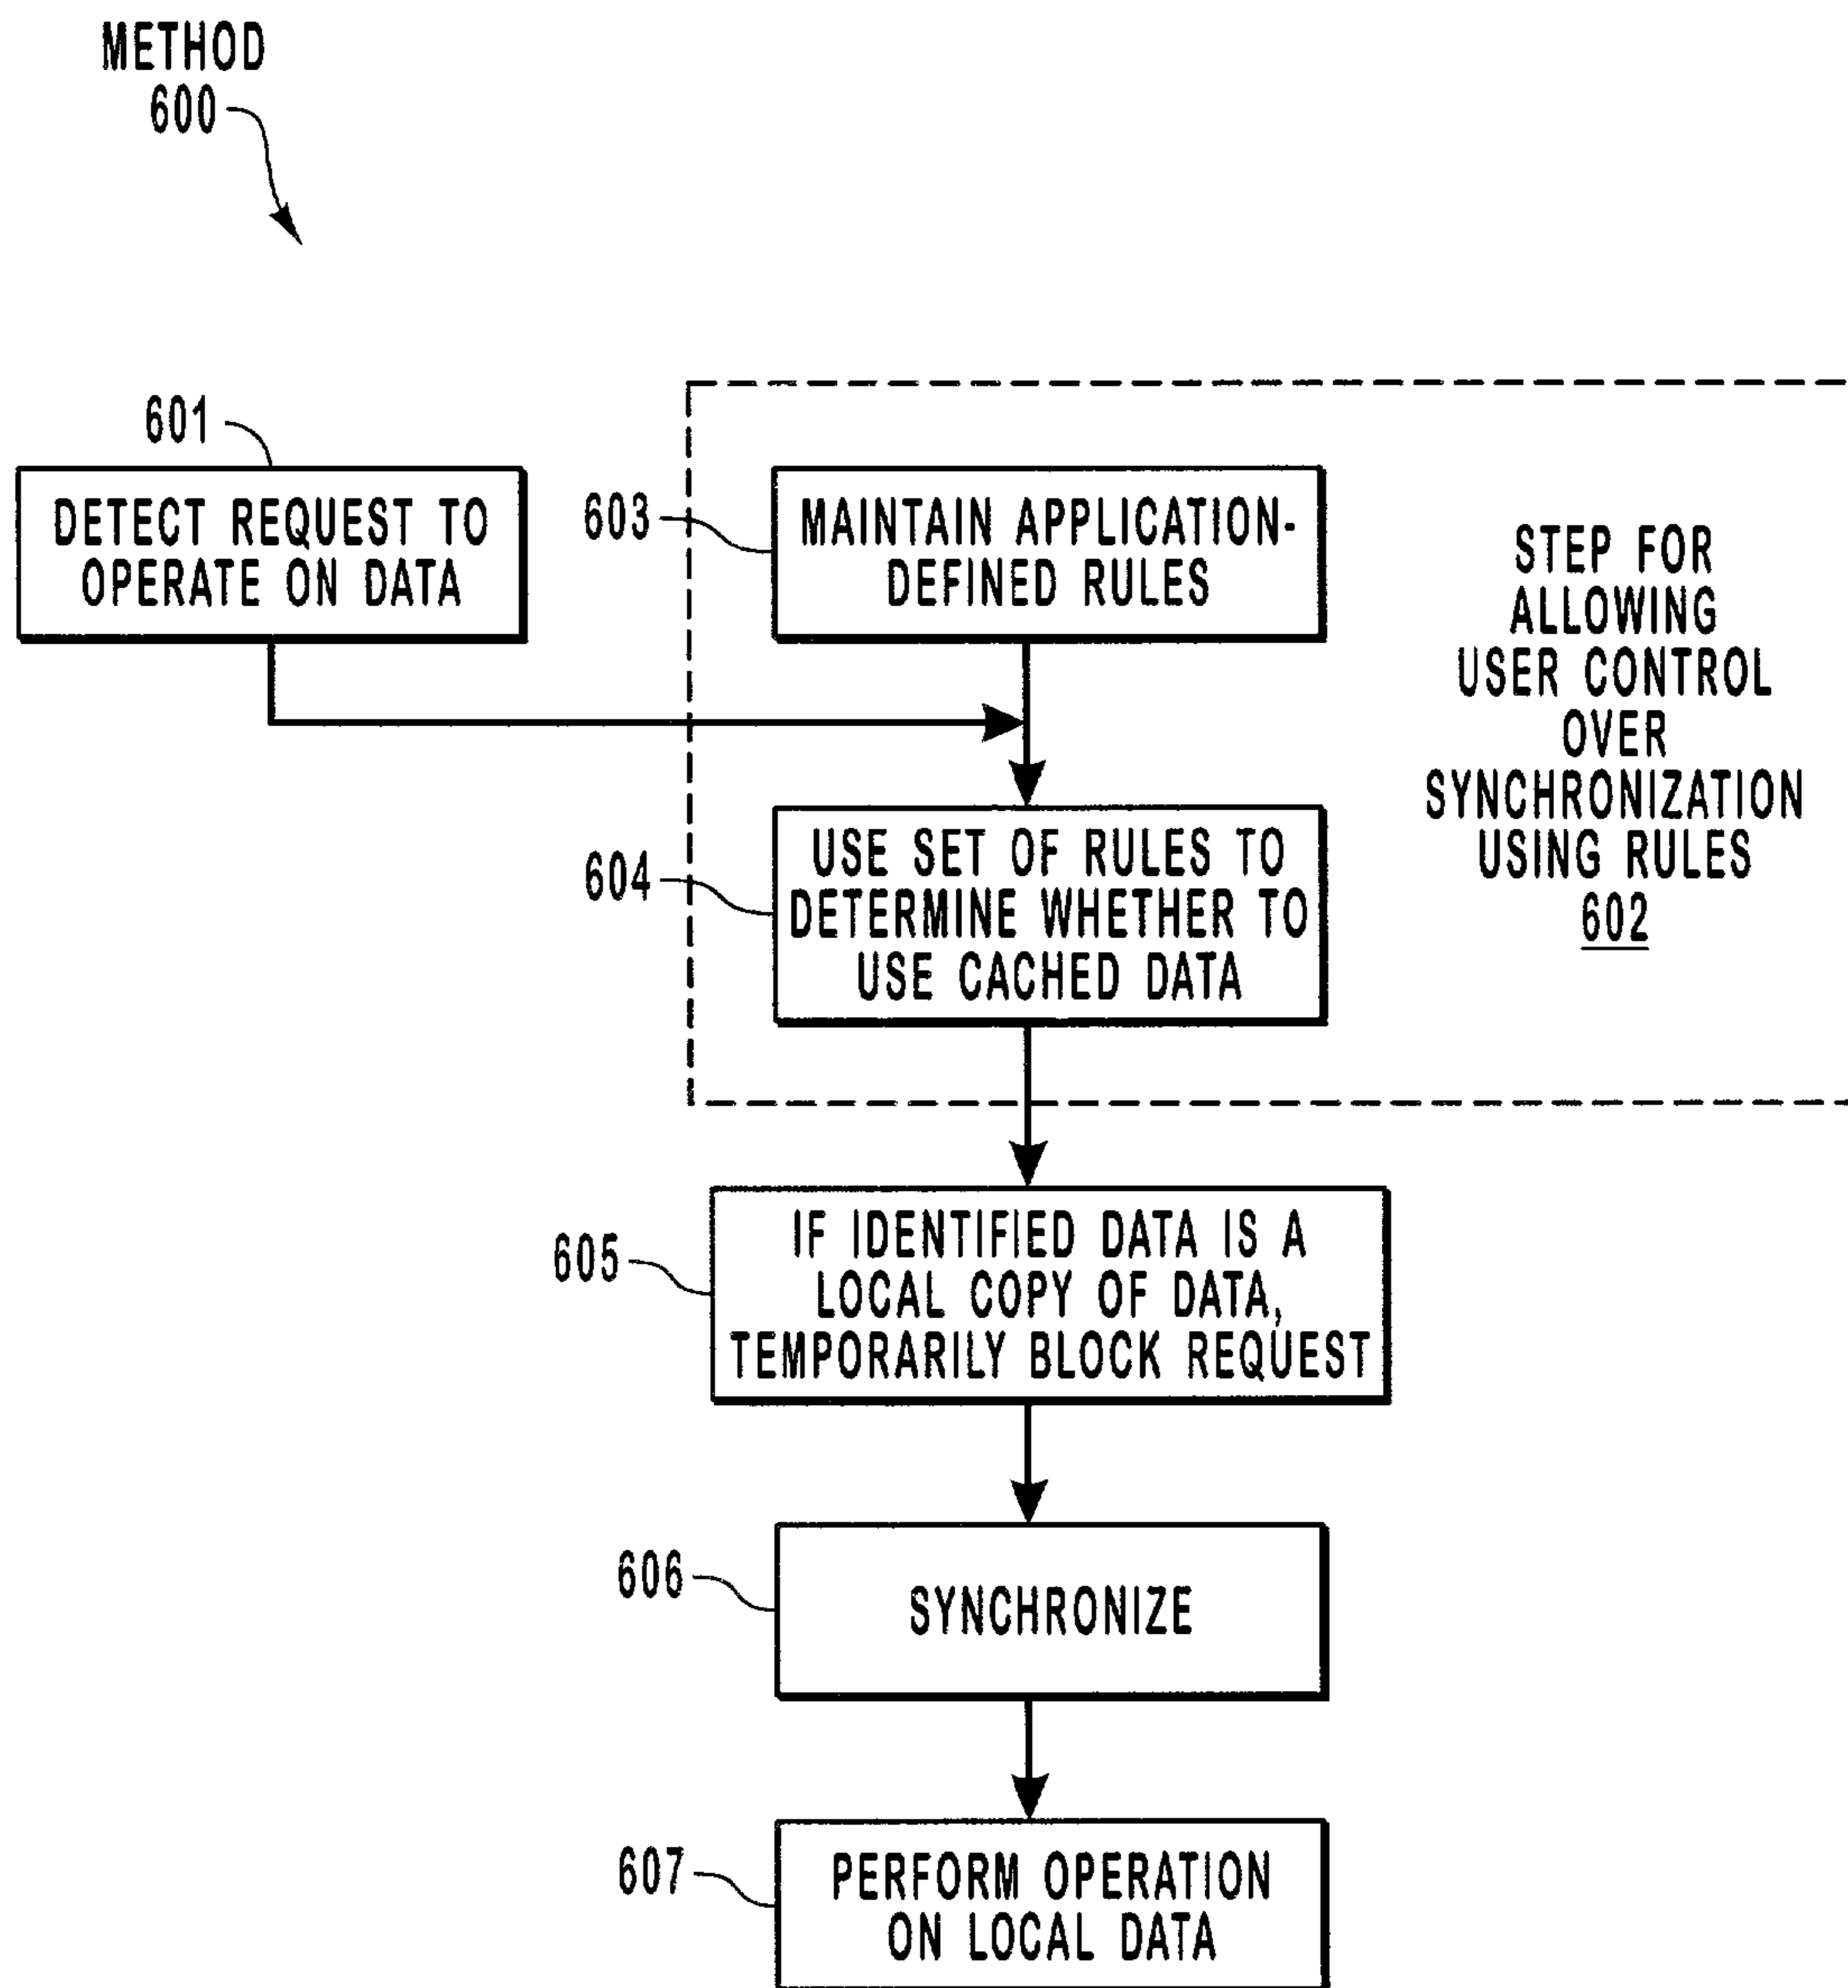 METHOD
600
601
DETECT REQUEST TO
OPERATE ON DATA
603
MAINTAIN APPLICATION-
DEFINED RULES
STEP FOR
ALLOWING
USER CONTROL
OVER
SYNCHRONIZATION
USING RULES
602
604
USE SET OF RULES TO
DETERMINE WHETHER TO
USE CACHED DATA
605
IF IDENTIFIED DATA IS A
LOCAL COPY OF DATA,
TEMPORARILY BLOCK REQUEST
606
SYNCHRONIZE
607
PERFORM OPERATION
ON LOCAL DATA